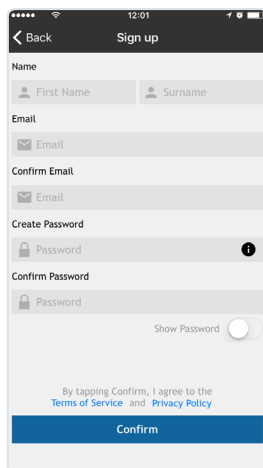 12:01
Back Sign up
Name
First Name Surname
Email
Email
Confirm Email
Email
Create Password
Password
Confirm Password
Password
Show Password
By tapping Confirm, I agree to the
Terms of Service and Privacy Policy
Confirm